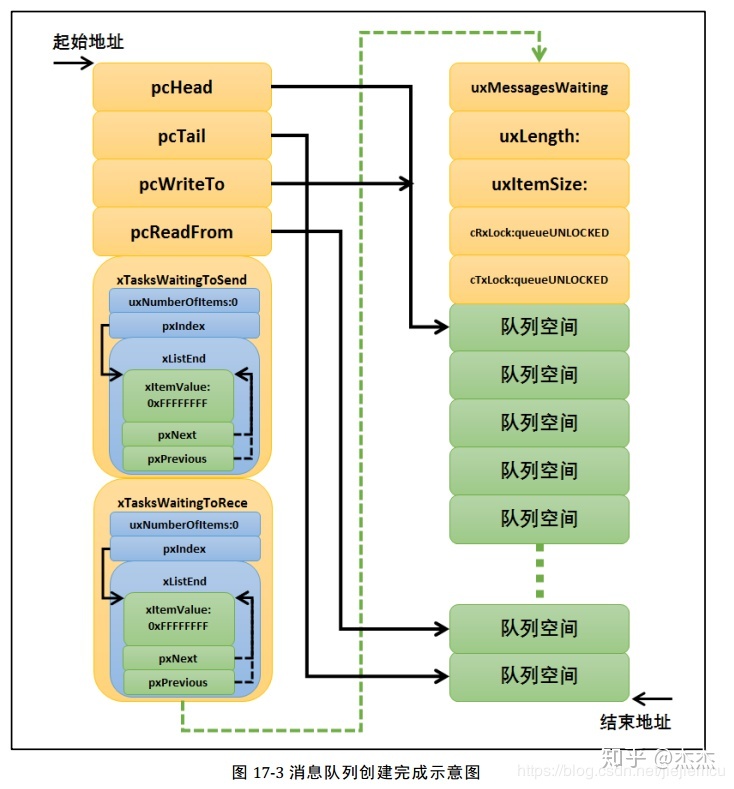 起始地址
pcHead
pcTail
pcWriteTo
pcReadFrom
xTasksWaitingToSend
uxNumberOfItems:0
pxIndex
xListEnd
xItemValue:
0xFFFFFFFF
pxNext
pxPrevious
xTasksWaitingToRece
uxNumberOfItems:0
pxIndex
xListEnd
xItemValue:
0xFFFFFFFF
pxNext
pxPrevious
uxMessagesWaiting
uxLength:
uxItemSize:
cRxLock:queueUNLOCKED
cTxLock:queueUNLOCKED
队列空间
队列空间
队列空间
队列空间
队列空间
队列空间
队列空间
结束地址
知乎 @杰杰
图 17-3 消息队列创建完成示意图
https://blog.csdn.net/jiejiemcu